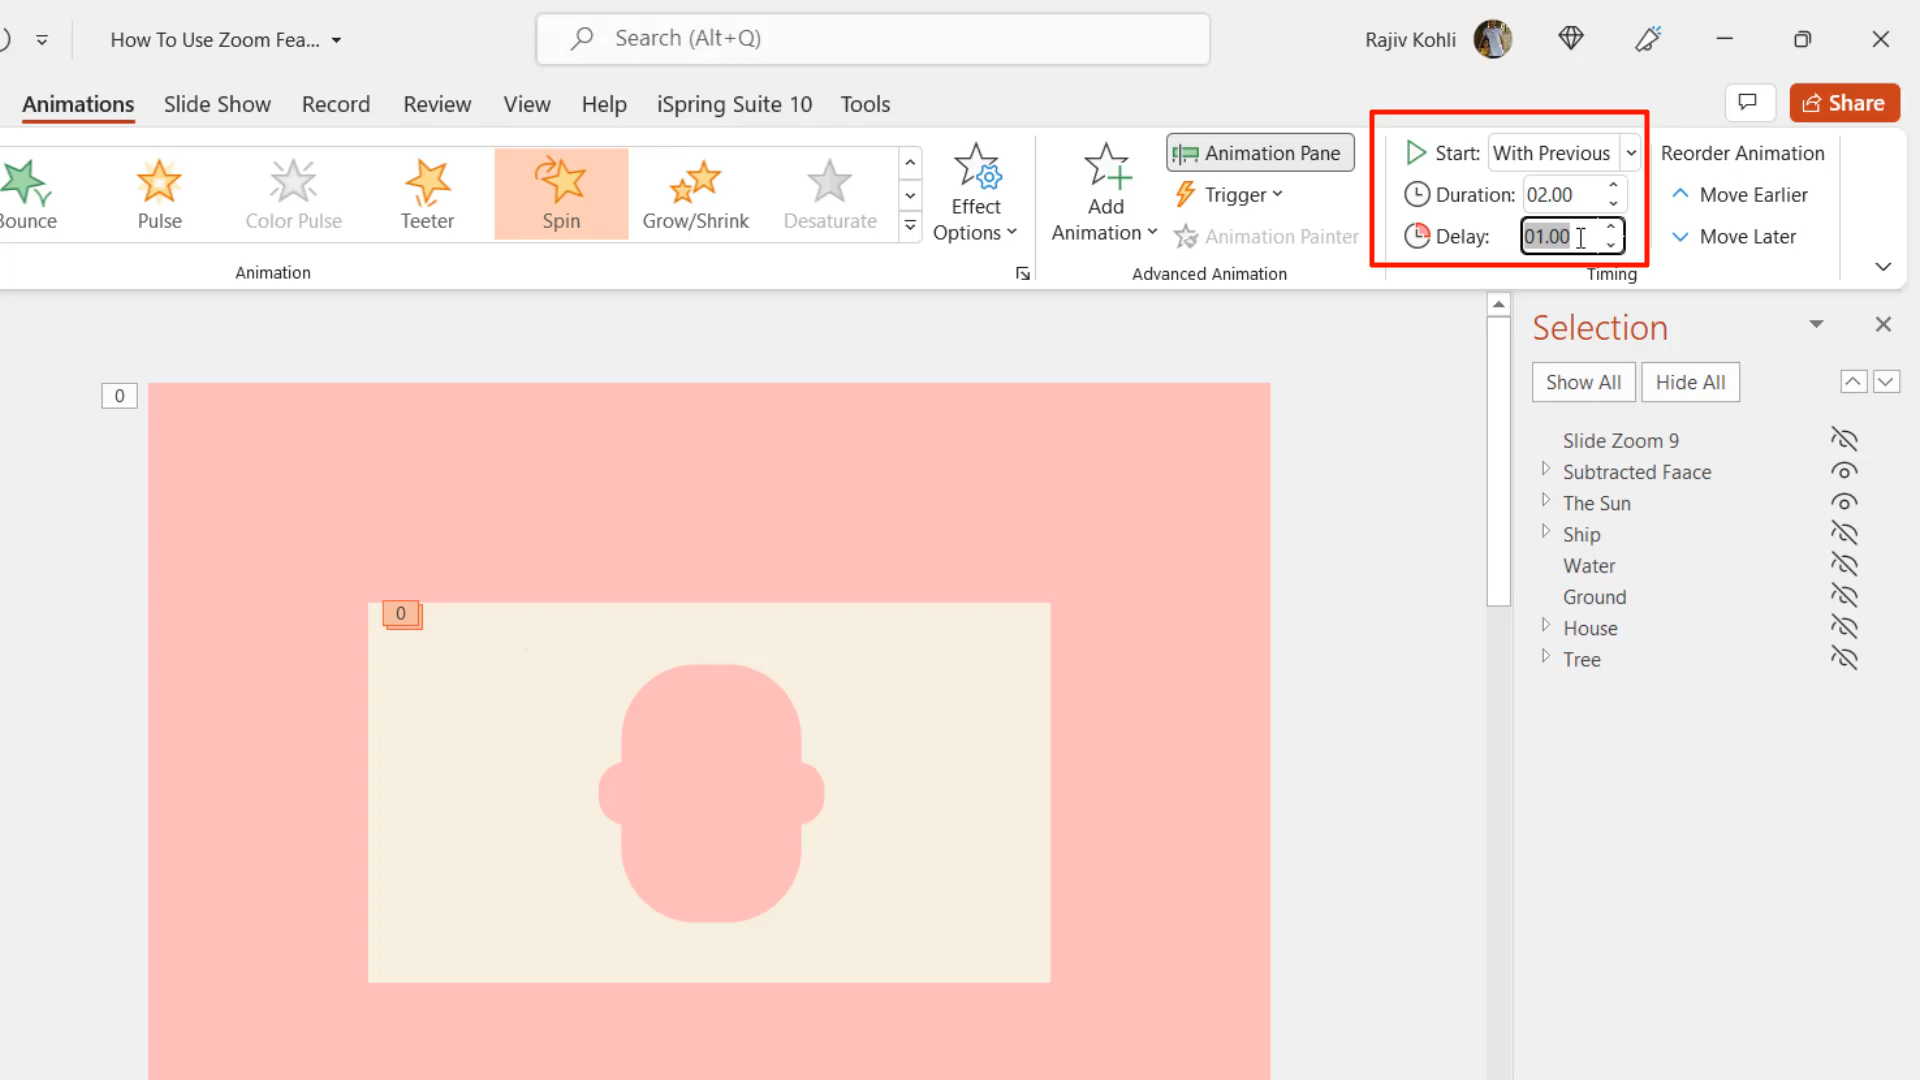 How To Use Zoom Fea...
Search (Alt+Q)
Rajiv Kohli
Animations
Slide Show
Record
Review
View
Help
iSpring Suite 10
Tools
Share
Bounce
Pulse
Color Pulse
Teeter
Spin
Grow/Shrink
Desaturate
Effect
Options
Add
Animation
Animation Pane
Trigger
Animation Painter
Start: With Previous
Duration: 02.00
Delay: 01.00
Reorder Animation
Move Earlier
Move Later
Animation
Advanced Animation
Timing
0
0
Selection
Show All
Hide All
Slide Zoom 9
Subtracted Faace
The Sun
Ship
Water
Ground
House
Tree